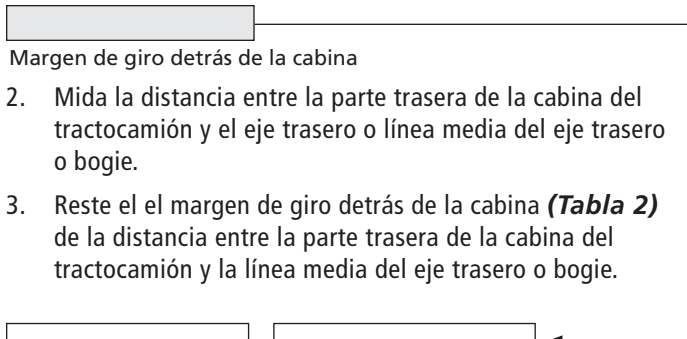 Margen de giro detrás de la cabina
2. Mida la distancia entre la parte trasera de la cabina del
tractocamión y el eje trasero o línea media del eje trasero
o bogie.
3. Reste el el margen de giro detrás de la cabina (Tabla 2)
de la distancia entre la parte trasera de la cabina del
tractocamión y la línea media del eje trasero o bogie.